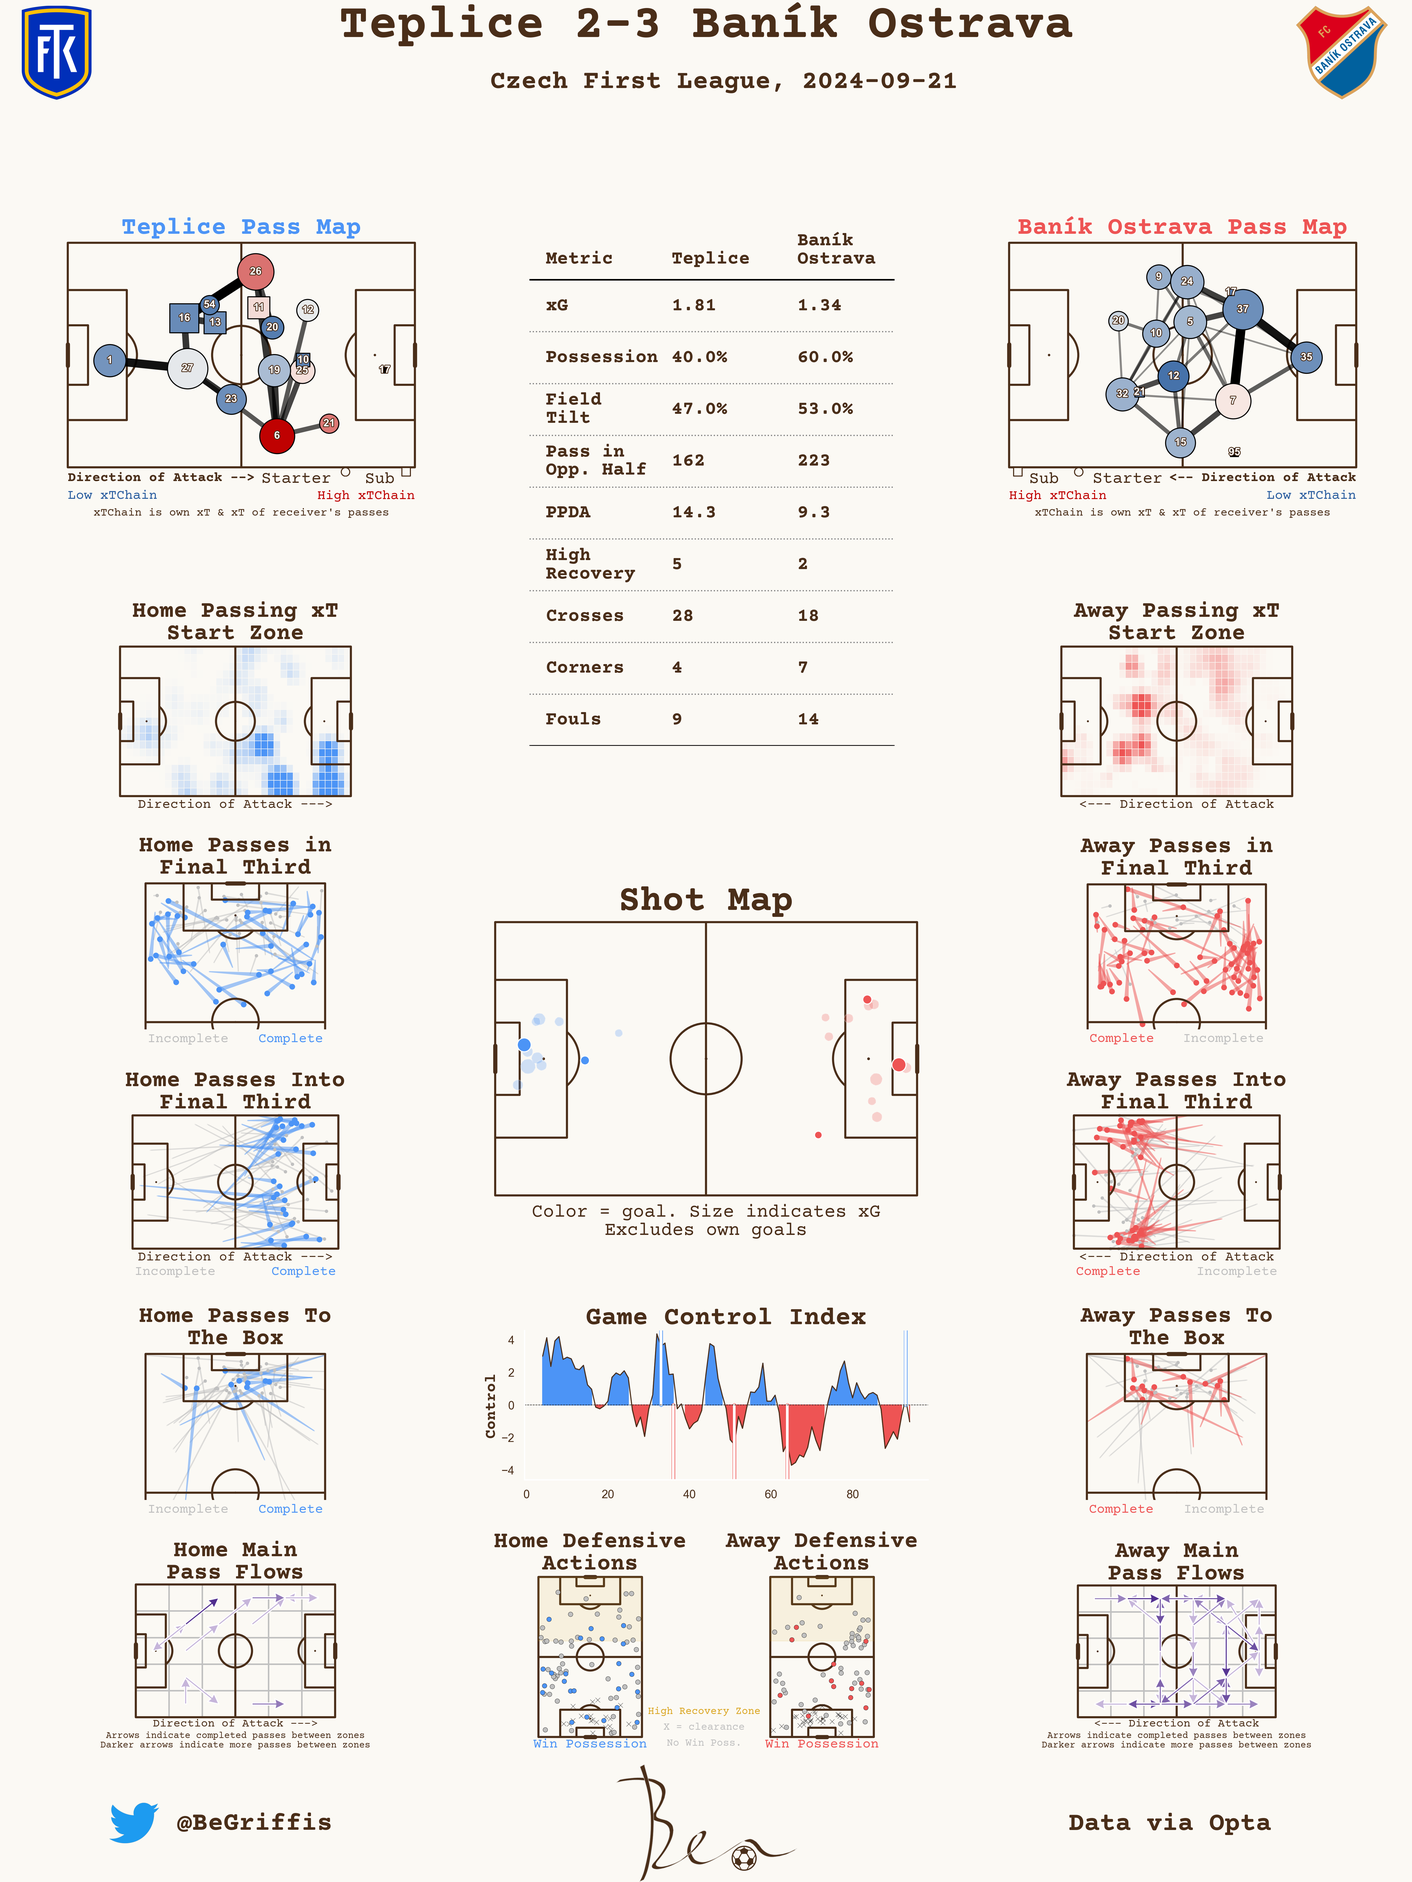 Teplice 2-3 Baník Ostrava
Czech First League, 2024-09-21
FTK
FC
BANÍK OSTRAVA
Teplice Pass Map
26
54
16
13
11
20
12
1
27
19
10
25
17
23
6
21
Direction of Attack --> Starter Sub
Low xTChain High xTChain
xTChain is own xT & xT of receiver's passes
Metric Teplice Baník Ostrava
xG 1.81 1.34
Possession 40.0% 60.0%
Field Tilt 47.0% 53.0%
Pass in Opp. Half 162 223
PPDA 14.3 9.3
High Recovery 5 2
Crosses 28 18
Corners 4 7
Fouls 9 14
Baník Ostrava Pass Map
9
24
17
37
20
10
5
35
12
32
21
7
15
95
Sub Starter <-- Direction of Attack
High xTChain Low xTChain
xTChain is own xT & xT of receiver's passes
Home Passing xT
Start Zone
Direction of Attack --->
Away Passing xT
Start Zone
<--- Direction of Attack
Home Passes in
Final Third
Incomplete Complete
Away Passes in
Final Third
Complete Incomplete
Shot Map
Color = goal. Size indicates xG
Excludes own goals
Home Passes Into
Final Third
Direction of Attack --->
Incomplete Complete
Away Passes Into
Final Third
<--- Direction of Attack
Complete Incomplete
Home Passes To
The Box
Incomplete Complete
Game Control Index
Control
4
2
0
−2
−4
0 20 40 60 80
Away Passes To
The Box
Complete Incomplete
Home Main
Pass Flows
Direction of Attack --->
Arrows indicate completed passes between zones
Darker arrows indicate more passes between zones
Home Defensive
Actions
Win Possession
High Recovery Zone
X = clearance
No Win Poss.
Away Defensive
Actions
Win Possession
Away Main
Pass Flows
<--- Direction of Attack
Arrows indicate completed passes between zones
Darker arrows indicate more passes between zones
@BeGriffis
Ben
Data via Opta